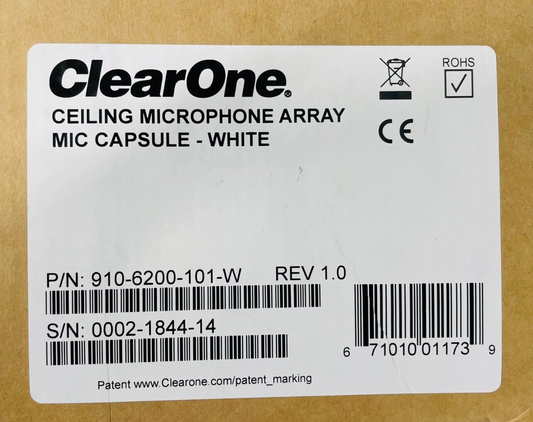 ClearOne®
ROHS
CEILING MICROPHONE ARRAY
MIC CAPSULE - WHITE
CE
P/N: 910-6200-101-W REV 1.0
S/N: 0002-1844-14
6 71010 01173 9
Patent www.Clearone.com/patent_marking